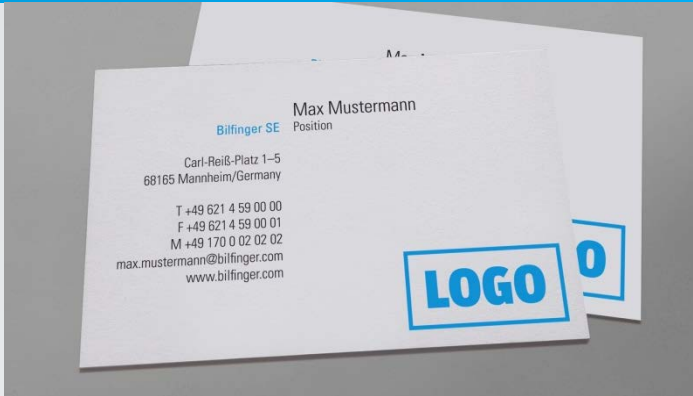 Max Mustermann
Position
Bilfinger SE
Carl-Reiß-Platz 1–5
68165 Mannheim/Germany
T +49 621 4 59 00 00
F +49 621 4 59 00 01
M +49 170 0 02 02 02
max.mustermann@bilfinger.com
www.bilfinger.com
LOGO